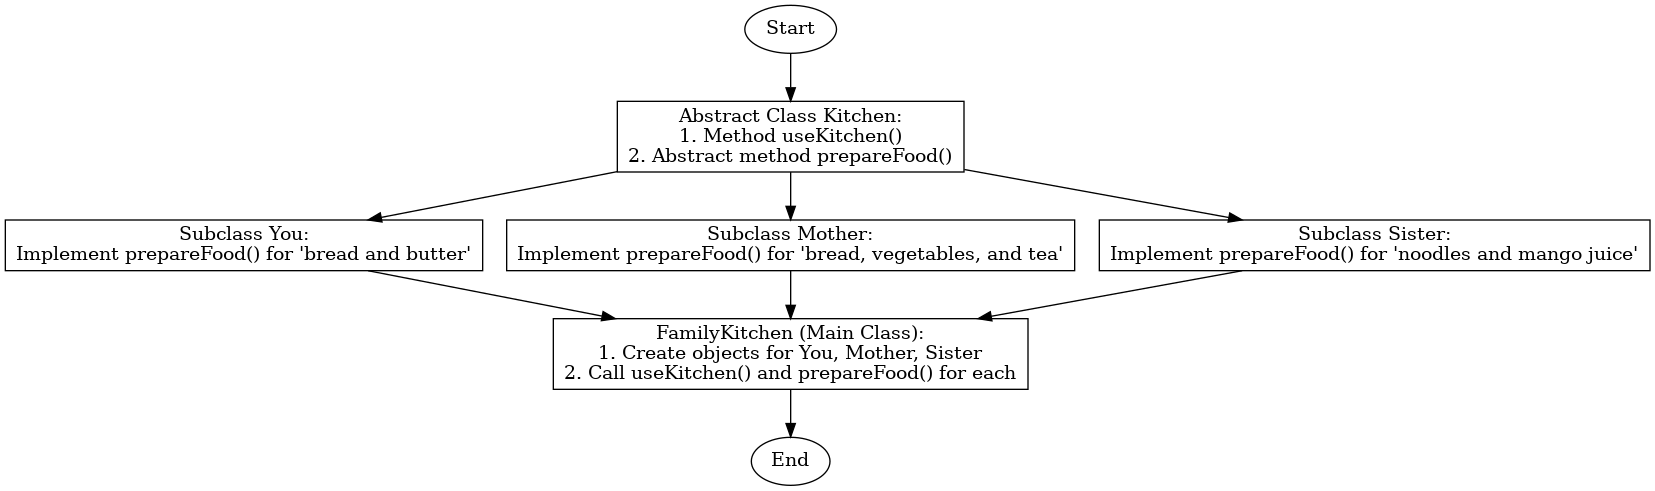 Start
Abstract Class Kitchen:
1. Method useKitchen()
2. Abstract method prepareFood()
Subclass You:
Implement prepareFood() for 'bread and butter'
Subclass Mother:
Implement prepareFood() for 'bread, vegetables, and tea'
Subclass Sister:
Implement prepareFood() for 'noodles and mango juice'
FamilyKitchen (Main Class):
1. Create objects for You, Mother, Sister
2. Call useKitchen() and prepareFood() for each
End